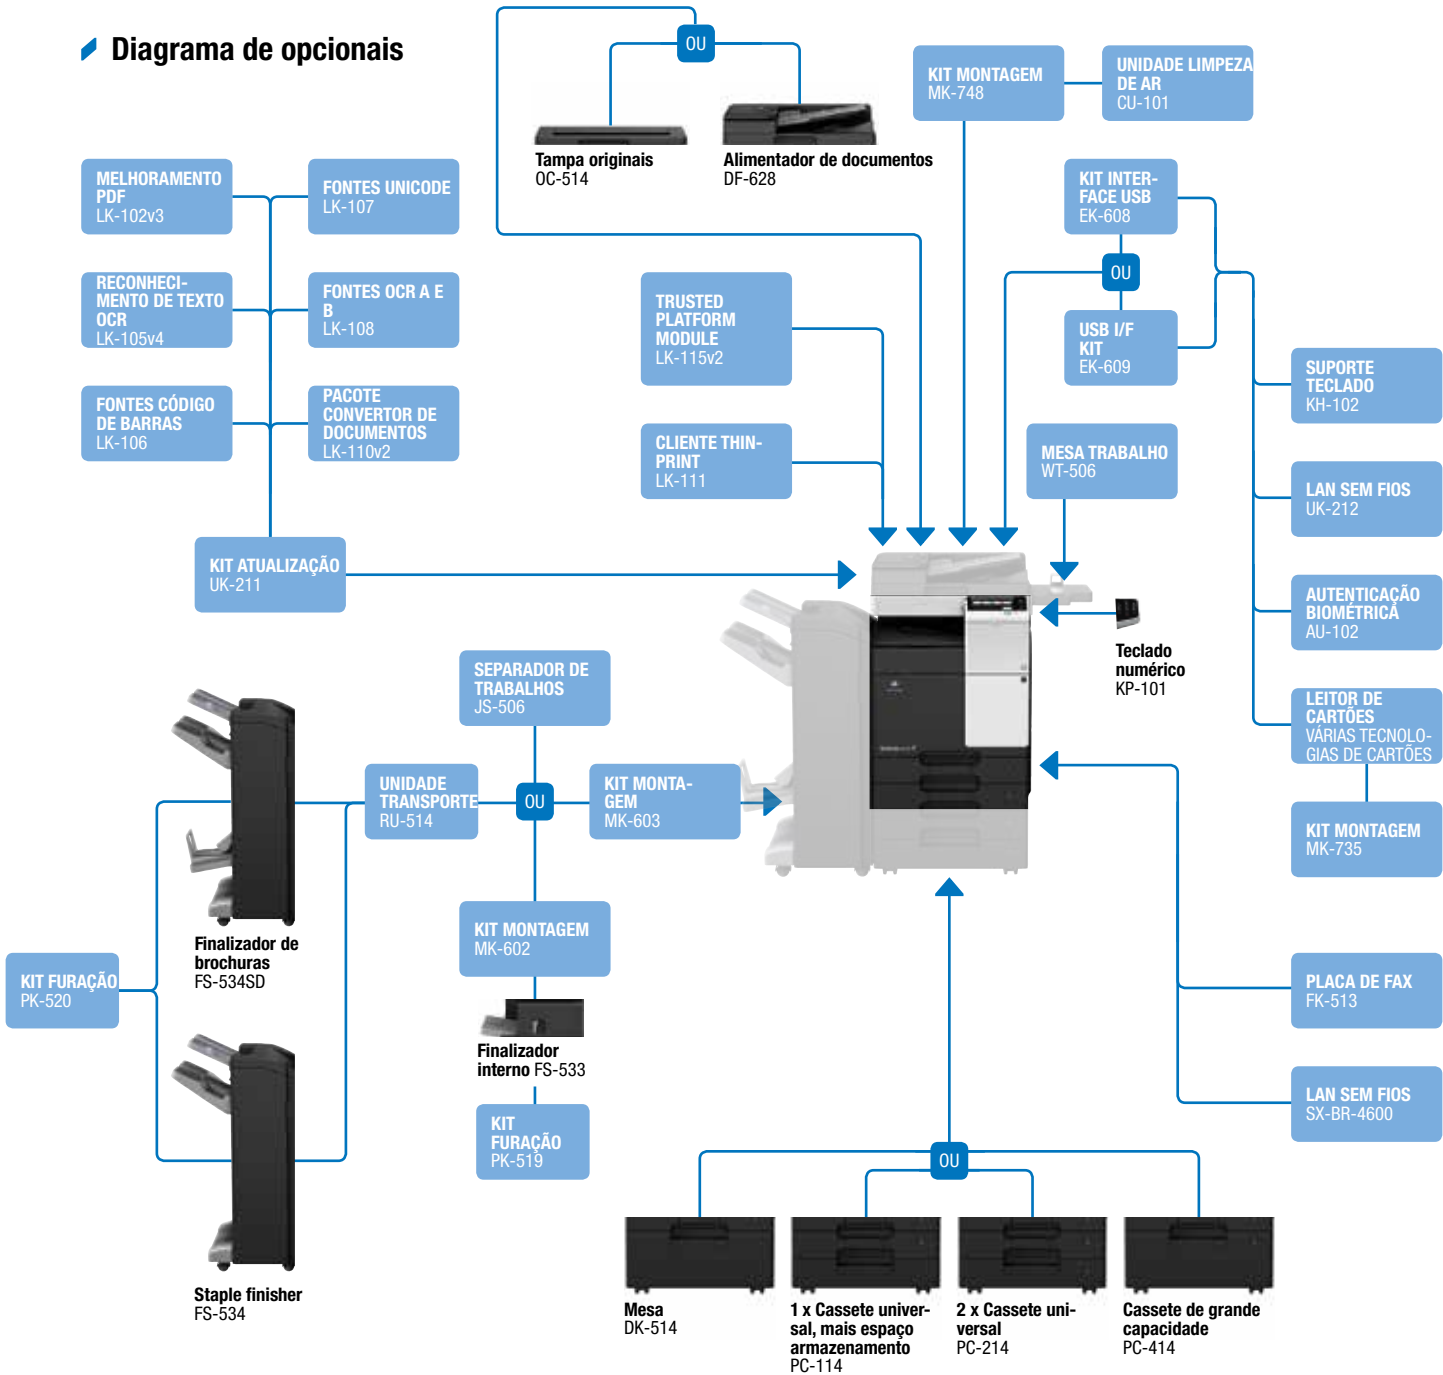 Diagrama de opcionais
OU
Tampa originais
OC-514
Alimentador de documentos
DF-628
KIT MONTAGEM
MK-748
UNIDADE LIMPEZA
DE AR
CU-101
MELHORAMENTO
PDF
LK-102v3
FONTES UNICODE
LK-107
RECONHECI-
MENTO DE TEXTO
OCR
LK-105v4
FONTES OCR A E
B
LK-108
FONTES CÓDIGO
DE BARRAS
LK-106
PACOTE
CONVERTOR DE
DOCUMENTOS
LK-110v2
KIT ATUALIZAÇÃO
UK-211
TRUSTED
PLATFORM
MODULE
LK-115v2
CLIENTE THIN-
PRINT
LK-111
KIT INTER-
FACE USB
EK-608
OU
USB I/F
KIT
EK-609
MESA TRABALHO
WT-506
SUPORTE
TECLADO
KH-102
LAN SEM FIOS
UK-212
AUTENTICAÇÃO
BIOMÉTRICA
AU-102
LEITOR DE
CARTÕES
VÁRIAS TECNOLO-
GIAS DE CARTÕES
KIT MONTAGEM
MK-735
Teclado
numérico
KP-101
SEPARADOR DE
TRABALHOS
JS-506
UNIDADE
TRANSPORTE
RU-514
OU
KIT MONTA-
GEM
MK-603
KIT MONTAGEM
MK-602
Finalizador
interno FS-533
KIT
FURAÇÃO
PK-519
Finalizador de
brochuras
FS-534SD
KIT FURAÇÃO
PK-520
Staple finisher
FS-534
PLACA DE FAX
FK-513
LAN SEM FIOS
SX-BR-4600
OU
Mesa
DK-514
1 x Cassete univer-
sal, mais espaço
armazenamento
PC-114
2 x Cassete uni-
versal
PC-214
Cassete de grande
capacidade
PC-414